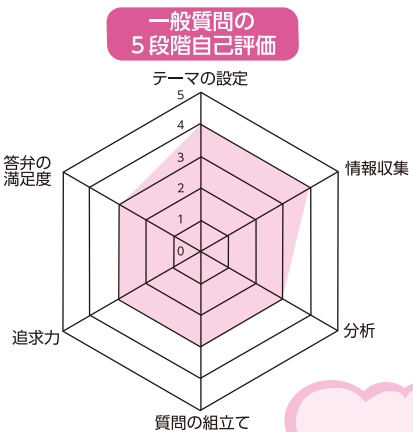 一般質問の
5段階自己評価
テーマの設定
5
4
3
2
1
0
情報収集
分析
質問の組立て
追求力
答弁の
満足度